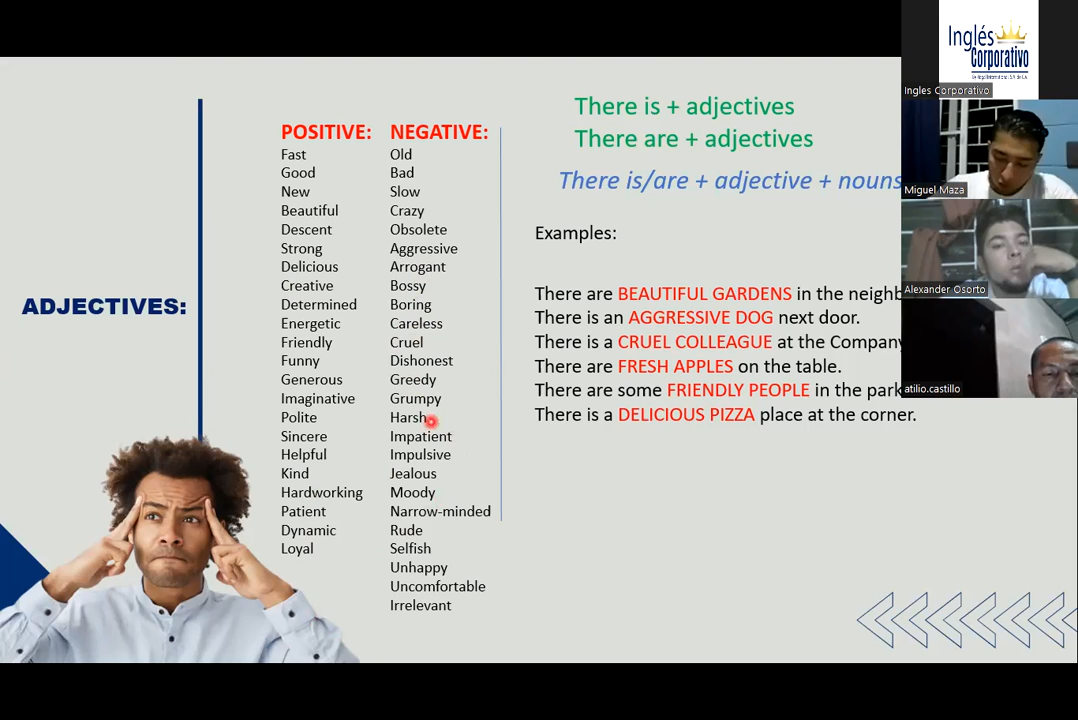 ADJECTIVES:
POSITIVE:
Fast
Good
New
Beautiful
Descent
Strong
Delicious
Creative
Determined
Energetic
Friendly
Funny
Generous
Imaginative
Polite
Sincere
Helpful
Kind
Hardworking
Patient
Dynamic
Loyal
NEGATIVE:
Old
Bad
Slow
Crazy
Obsolete
Aggressive
Arrogant
Bossy
Boring
Careless
Cruel
Dishonest
Greedy
Grumpy
Harsh
Impatient
Impulsive
Jealous
Moody
Narrow-minded
Rude
Selfish
Unhappy
Uncomfortable
Irrelevant
There is + adjectives
There are + adjectives
There is/are + adjective + nouns
Examples:
There are BEAUTIFUL GARDENS in the neighb
There is an AGGRESSIVE DOG next door.
There is a CRUEL COLLEAGUE at the Company
There are FRESH APPLES on the table.
There are some FRIENDLY PEOPLE in the park
There is a DELICIOUS PIZZA place at the corner.
Inglés
Corporativo
Ingles Corporativo
Miguel Maza
Alexander Osorto
atilio.castillo